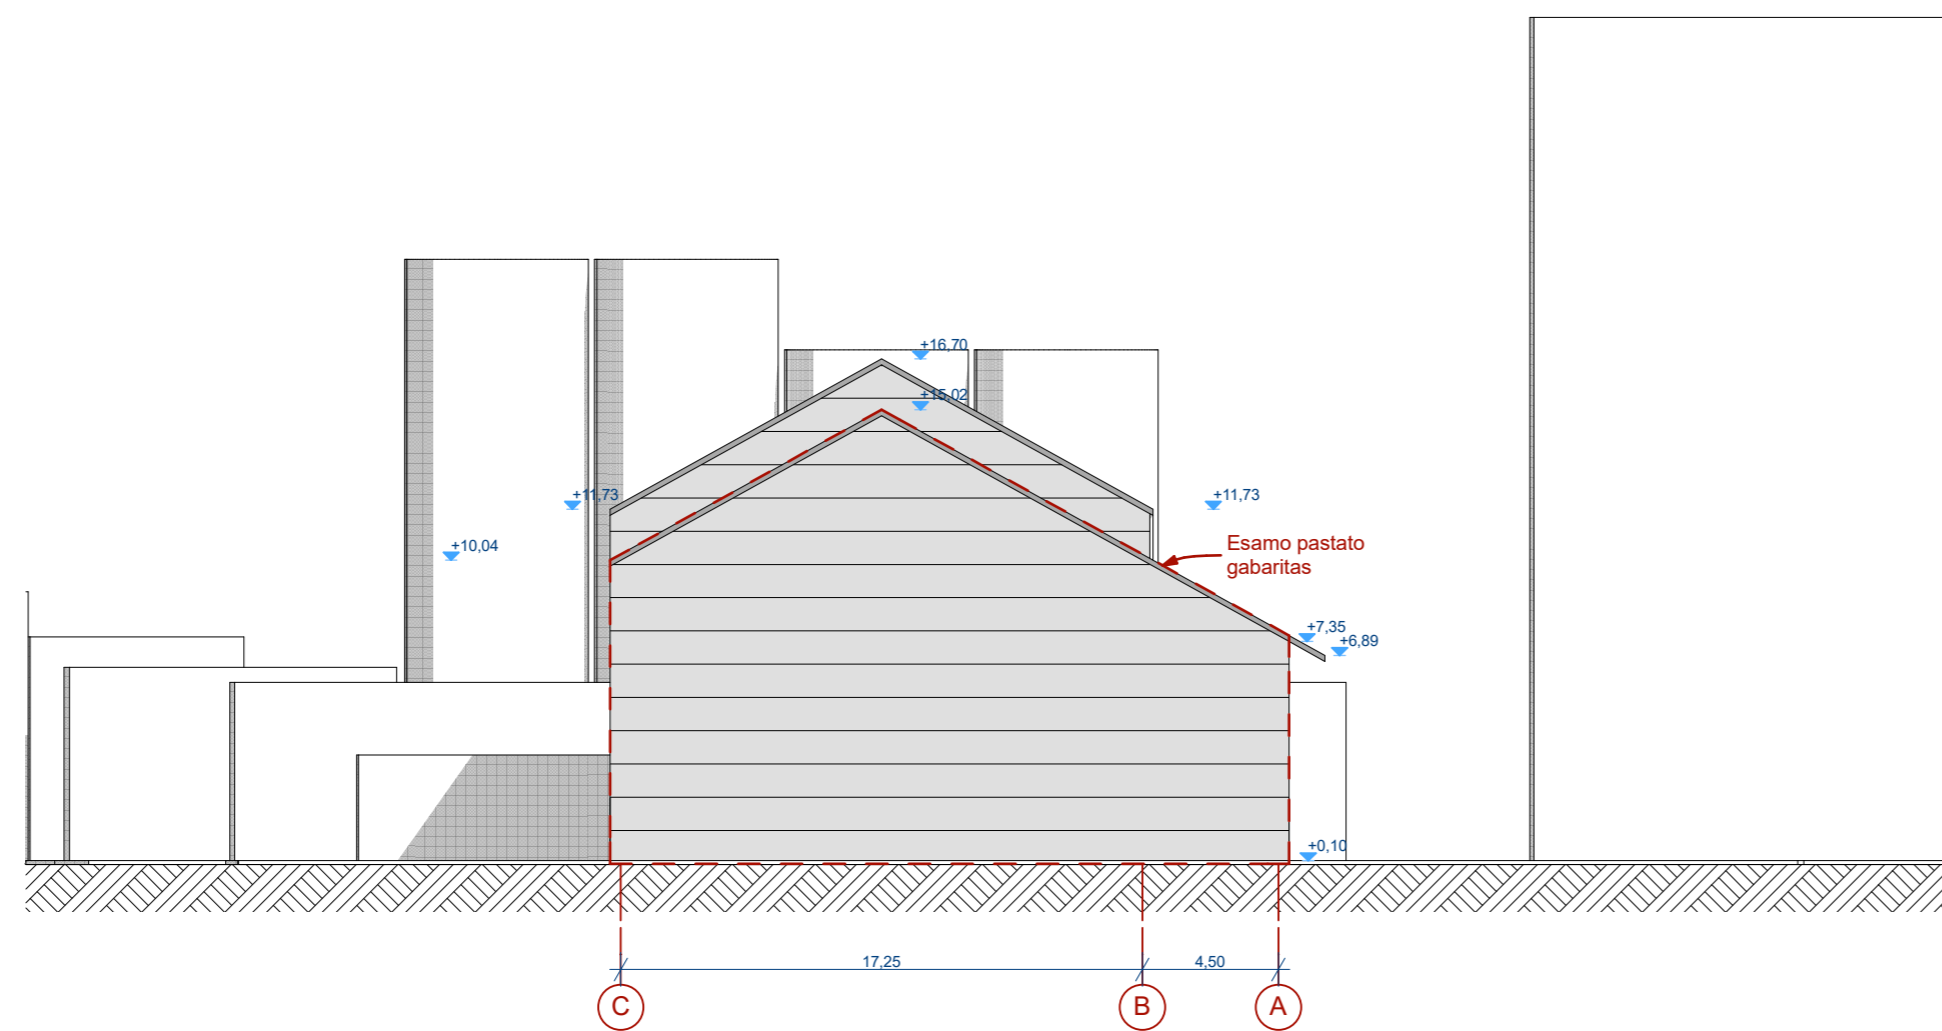 +16,70
+15,02
+11,73
+11,73
+10,04
Esamo pastato
gabaritas
+7,35
+6,89
+0,10
17,25
4,50
C
B
A